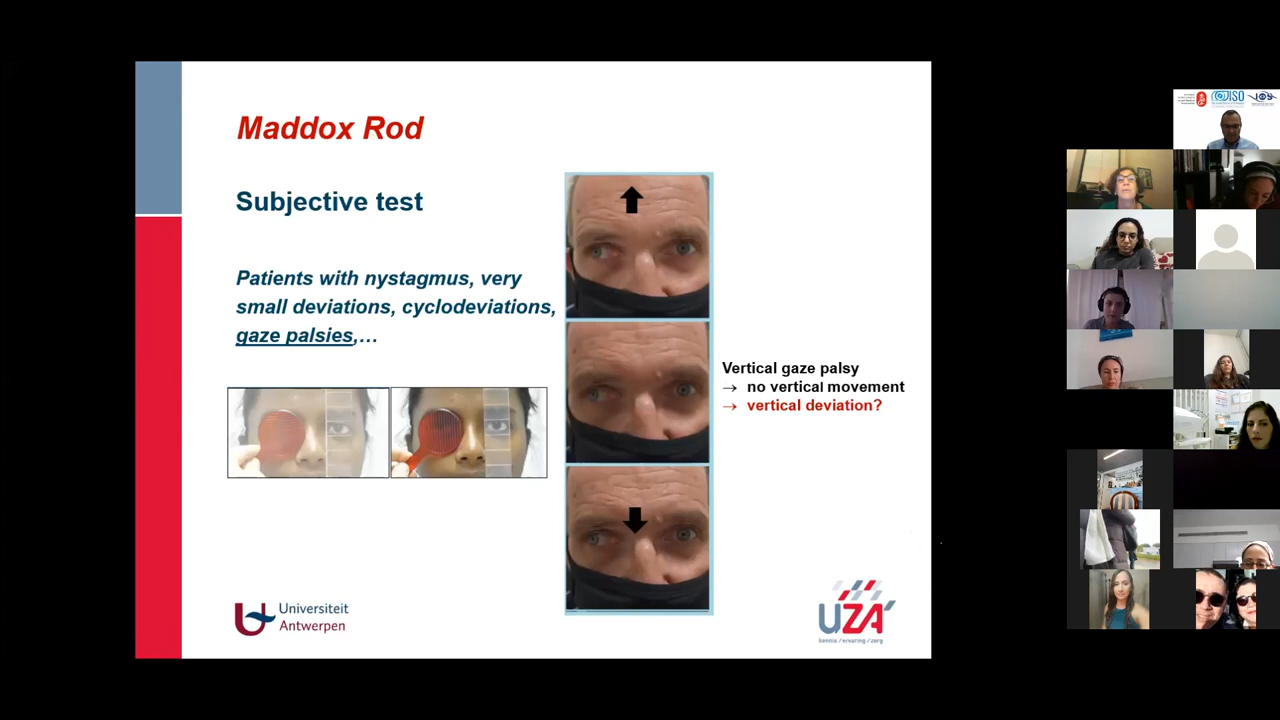 Maddox Rod
Subjective test
Patients with nystagmus, very
small deviations, cyclodeviations,
gaze palsies,...
Vertical gaze palsy
→ no vertical movement
→ vertical deviation?
Universiteit
Antwerpen
UZA
kennis / ervaring / zorg
ISO